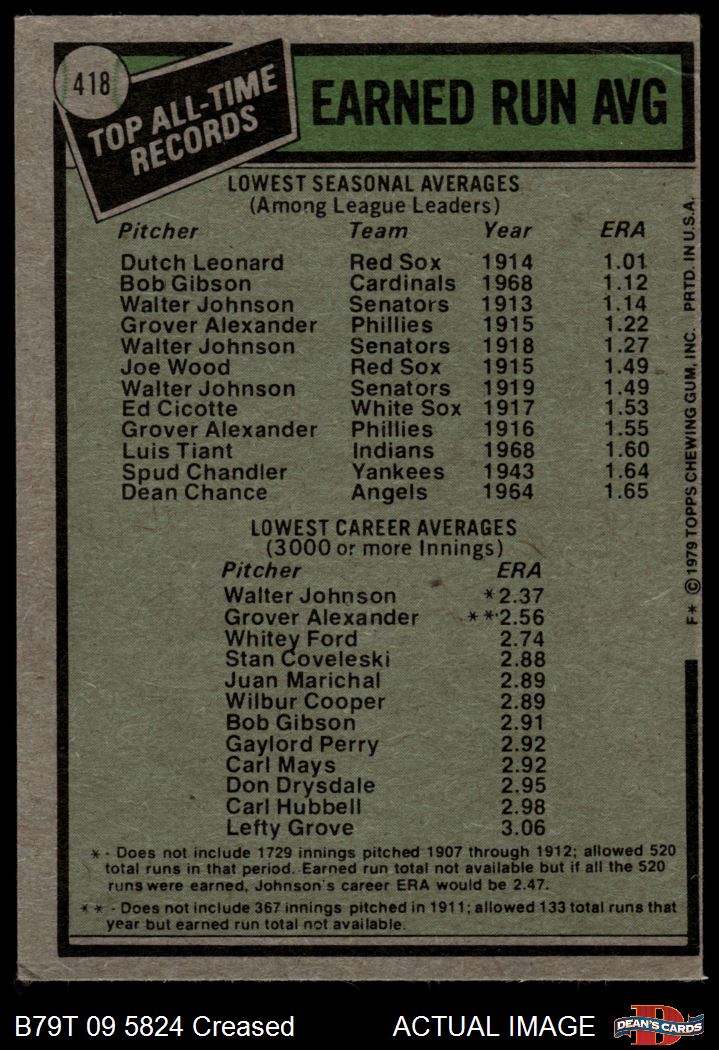 418
TOP ALL-TIME
RECORDS
EARNED RUN AVG
LOWEST SEASONAL AVERAGES
(Among League Leaders)
Pitcher Team Year ERA
Dutch Leonard Red Sox 1914 1.01
Bob Gibson Cardinals 1968 1.12
Walter Johnson Senators 1913 1.14
Grover Alexander Phillies 1915 1.22
Walter Johnson Senators 1918 1.27
Joe Wood Red Sox 1915 1.49
Walter Johnson Senators 1919 1.49
Ed Cicotte White Sox 1917 1.53
Grover Alexander Phillies 1916 1.55
Luis Tiant Indians 1968 1.60
Spud Chandler Yankees 1943 1.64
Dean Chance Angels 1964 1.65
LOWEST CAREER AVERAGES
(3000 or more Innings)
Pitcher ERA
Walter Johnson *2.37
Grover Alexander **2.56
Whitey Ford 2.74
Stan Coveleski 2.88
Juan Marichal 2.89
Wilbur Cooper 2.89
Bob Gibson 2.91
Gaylord Perry 2.92
Carl Mays 2.92
Don Drysdale 2.95
Carl Hubbell 2.98
Lefty Grove 3.06
* - Does not include 1729 innings pitched 1907 through 1912; allowed 520
total runs in that period. Earned run total not available but if all the 520
runs were earned, Johnson's career ERA would be 2.47.
** - Does not include 367 innings pitched in 1911; allowed 133 total runs that
year but earned run total not available.
F* © 1979 TOPPS CHEWING GUM, INC. PRTD. IN U.S.A.
B79T 09 5824 Creased ACTUAL IMAGE
DEAN'S CARDS